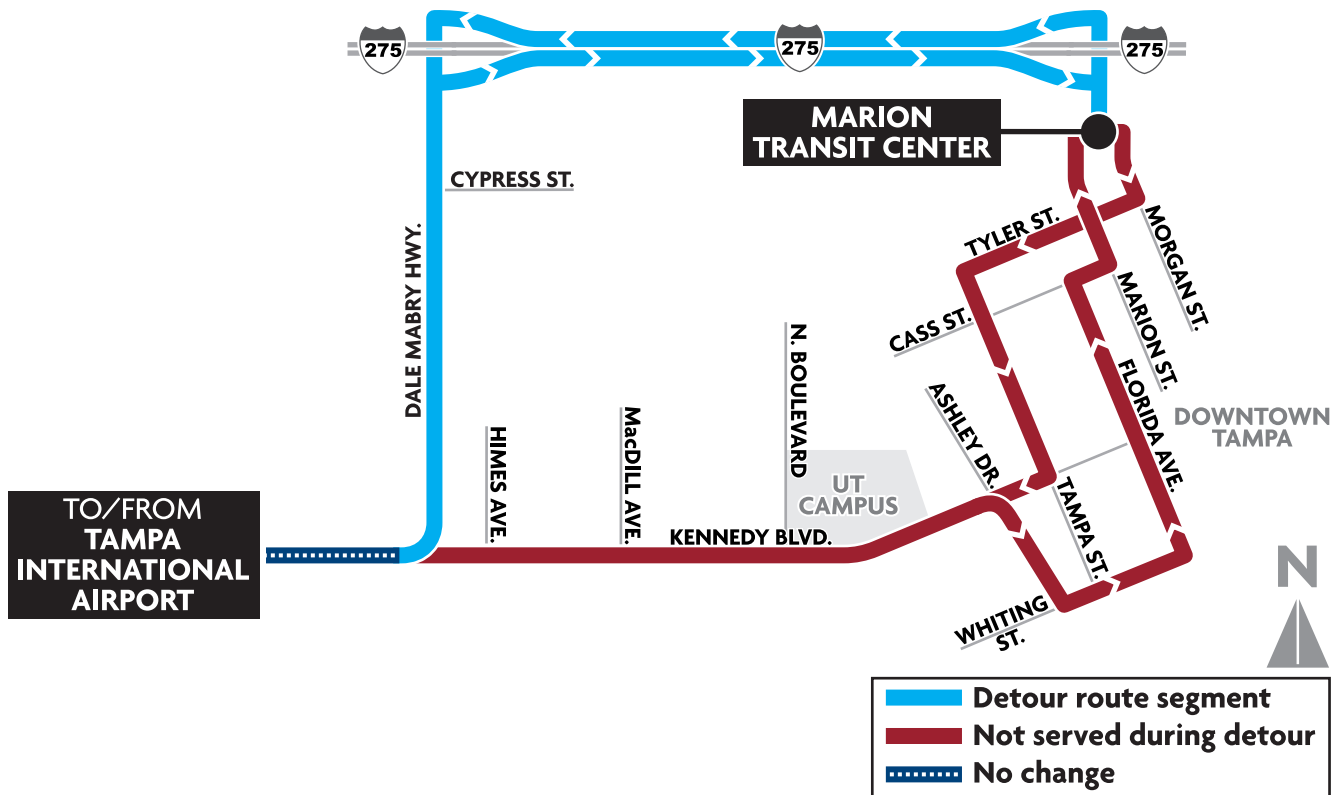 275
275
275
MARION
TRANSIT CENTER
CYPRESS ST.
DALE MABRY HWY.
TYLER ST.
MORGAN ST.
CASS ST.
MARION ST.
N. BOULEVARD
ASHLEY DR.
FLORIDA AVE.
DOWNTOWN
TAMPA
HIMES AVE.
MacDILL AVE.
UT
CAMPUS
TAMPA ST.
KENNEDY BLVD.
TO/FROM
TAMPA
INTERNATIONAL
AIRPORT
WHITING
ST.
N
Detour route segment
Not served during detour
No change